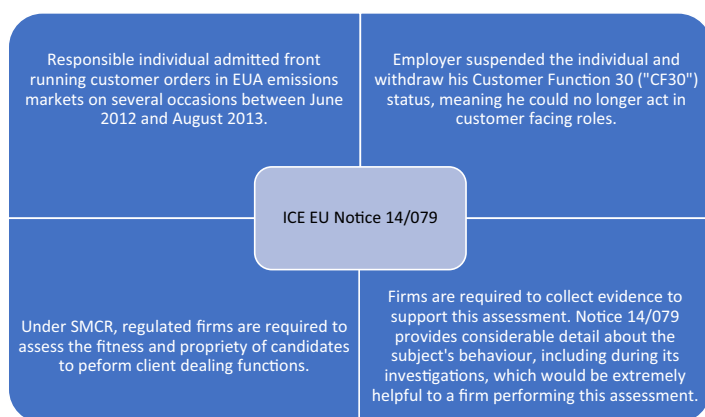 Responsible individual admitted front
running customer orders in EUA emissions
markets on several occasions between June
2012 and August 2013.
Employer suspended the individual and
withdraw his Customer Function 30 ("CF30")
status, meaning he could no longer act in
customer facing roles.
ICE EU Notice 14/079
Under SMCR, regulated firms are required to
assess the fitness and propriety of candidates
to peform client dealing functions.
Firms are required to collect evidence to
support this assessment. Notice 14/079
provides considerable detail about the
subject's behaviour, including during its
investigations, which would be extremely
helpful to a firm performing this assessment.